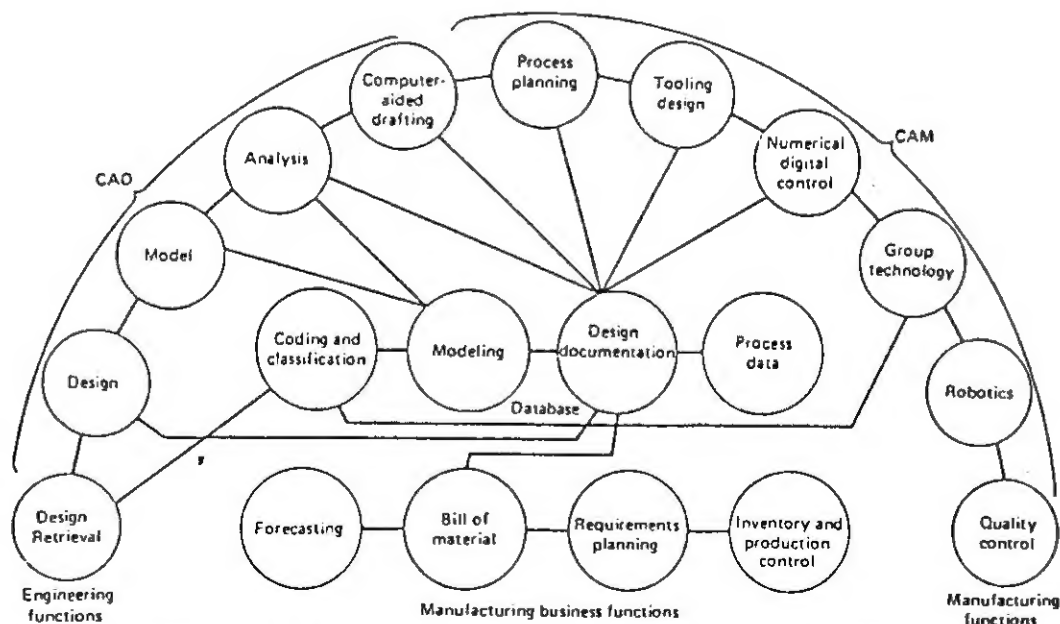 Process
planning
Computer-
aided
drafting
Tooling
design
Analysis
Numerical
digital
control
CAM
CAD
Model
Group
technology
Coding and
classification
Modeling
Design
documentation
Process
data
Design
Database
Robotics
Design
Retrieval
Forecasting
Bill of
material
Requirements
planning
Inventory and
production
control
Quality
control
Engineering
functions
Manufacturing business functions
Manufacturing
functions